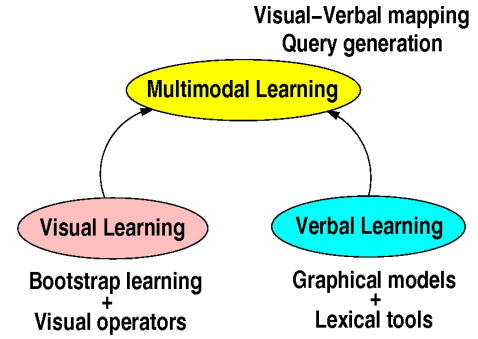 Visual–Verbal mapping
Query generation
Multimodal Learning
Visual Learning
Verbal Learning
Bootstrap learning
+
Visual operators
Graphical models
+
Lexical tools